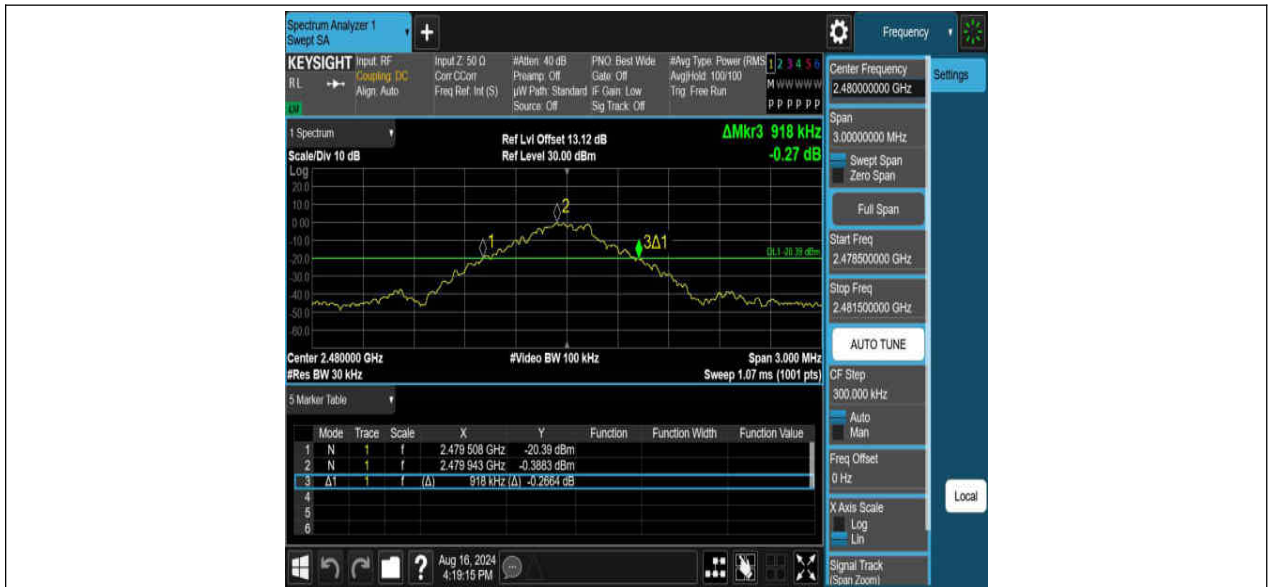 Spectrum Analyzer 1
Swept SA
+
Frequency
KEYSIGHT Input: RF Input Z: 50 Ω #Atten: 40 dB PNO: Best Wide #Avg Type: Power (RMS 1 2 3 4 5 6
RL Coupling: DC Corr CCorr Preamp: Off Gate: Off Avg|Hold: 100/100 M W W W W W
Align: Auto Freq Ref: Int (S) µW Path: Standard IF Gain: Low Trig: Free Run
Source: Off Sig Track: Off P P P P P P
Center Frequency
2.480000000 GHz
Settings
1 Spectrum
Ref Lvl Offset 13.12 dB
ΔMkr3 918 kHz
Scale/Div 10 dB
Ref Level 30.00 dBm
-0.27 dB
Span
3.00000000 MHz
Swept Span
Zero Span
Full Span
Start Freq
2.478500000 GHz
Stop Freq
2.481500000 GHz
AUTO TUNE
CF Step
300.000 kHz
Auto
Man
Freq Offset
0 Hz
X Axis Scale
Log
Lin
Signal Track
(Span Zoom)
Local
Log
20.0
10.0
0.00
-10.0
-20.0
-30.0
-40.0
-50.0
-60.0
1
2
3Δ1
DL1 -20.39 dBm
Center 2.480000 GHz #Video BW 100 kHz Span 3.000 MHz
#Res BW 30 kHz Sweep 1.07 ms (1001 pts)
5 Marker Table
Mode Trace Scale X Y Function Function Width Function Value
1 N 1 f 2.479 508 GHz -20.39 dBm
2 N 1 f 2.479 943 GHz -0.3883 dBm
3 Δ1 1 f (Δ) 918 kHz (Δ) -0.2664 dB
4
5
6
?
Aug 16, 2024
4:19:15 PM